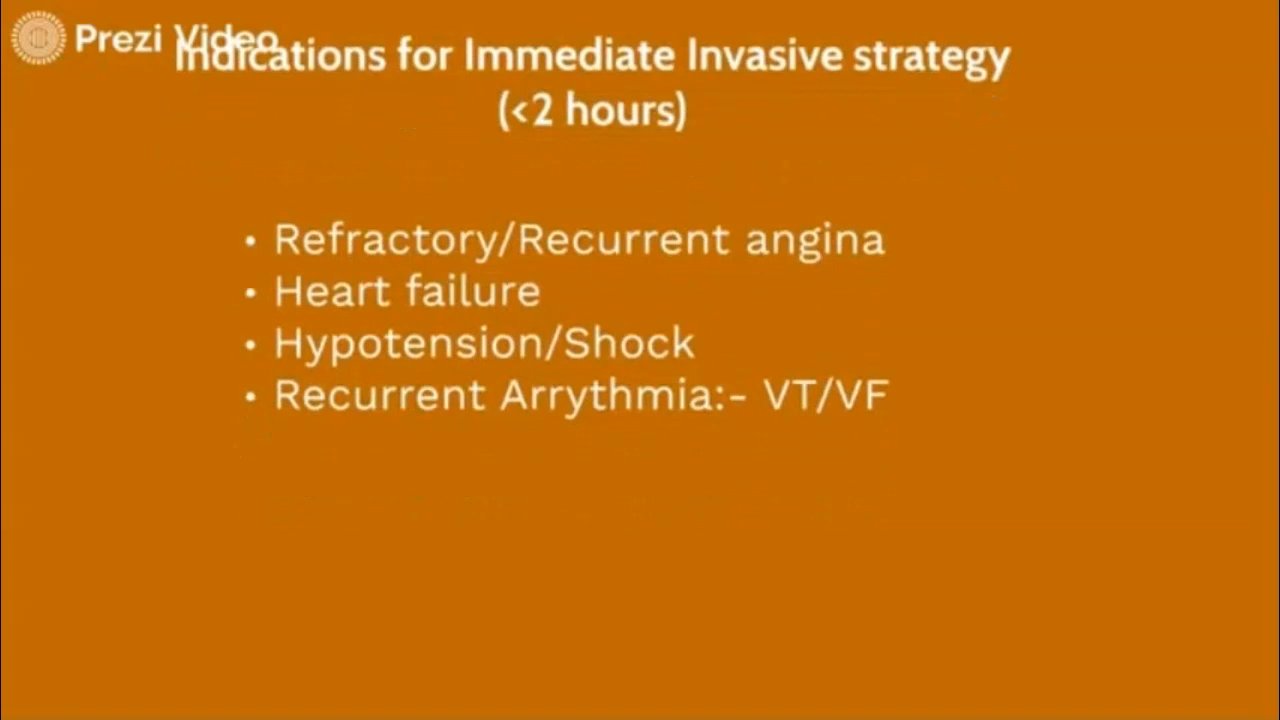 Prezi Video
Indications for Immediate Invasive strategy
(<2 hours)
• Refractory/Recurrent angina
• Heart failure
• Hypotension/Shock
• Recurrent Arrythmia:- VT/VF